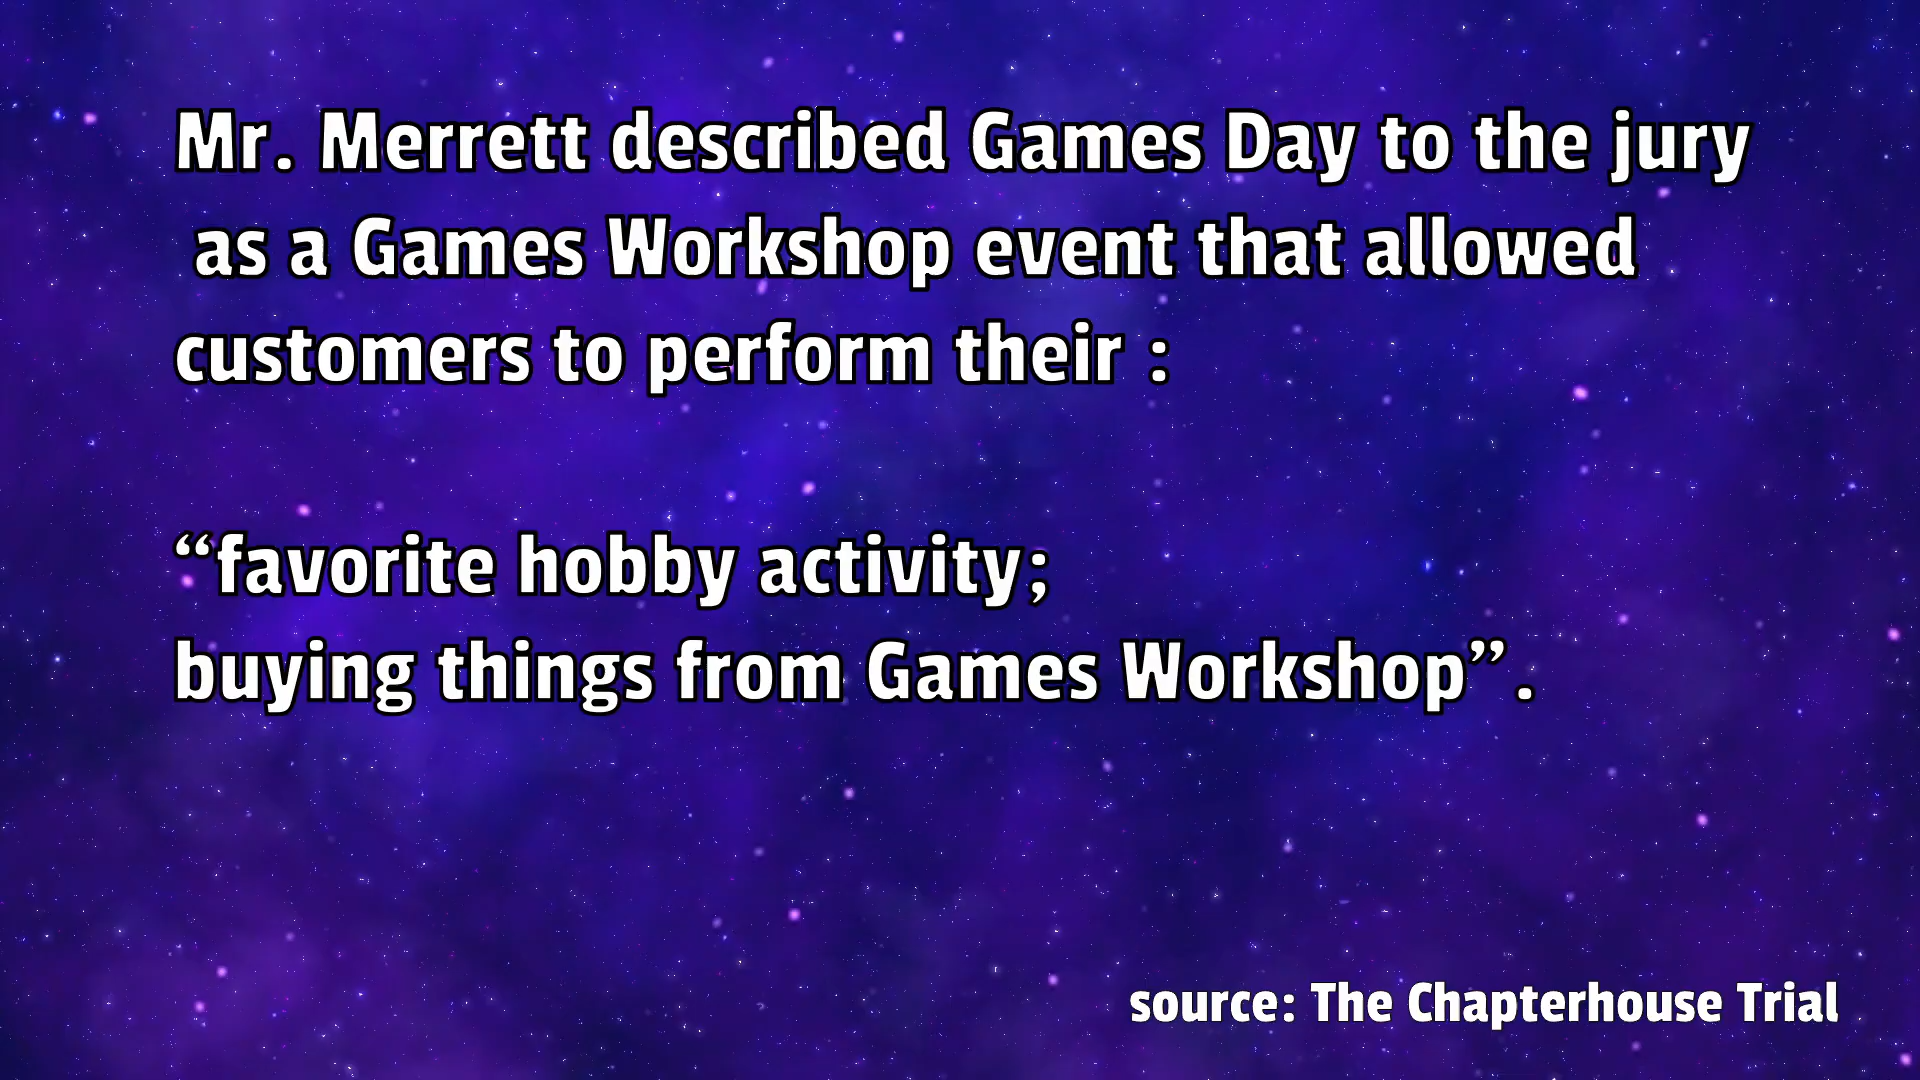 Mr. Merrett described Games Day to the jury
as a Games Workshop event that allowed
customers to perform their :
“favorite hobby activity;
buying things from Games Workshop”.
source: The Chapterhouse Trial